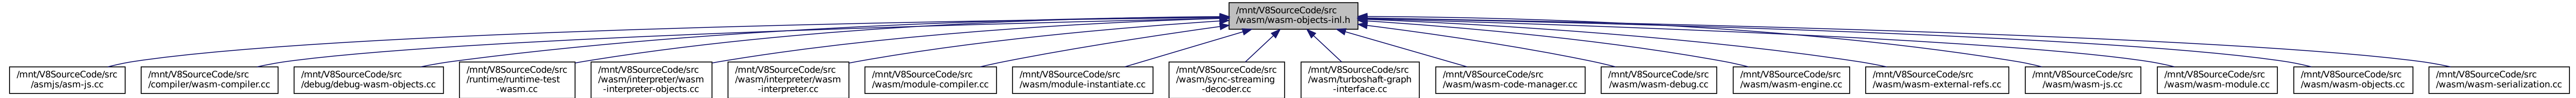 /mnt/V8SourceCode/src
/wasm/wasm-objects-inl.h
/mnt/V8SourceCode/src
/asmjs/asm-js.cc
/mnt/V8SourceCode/src
/compiler/wasm-compiler.cc
/mnt/V8SourceCode/src
/debug/debug-wasm-objects.cc
/mnt/V8SourceCode/src
/runtime/runtime-test
-wasm.cc
/mnt/V8SourceCode/src
/wasm/interpreter/wasm
-interpreter-objects.cc
/mnt/V8SourceCode/src
/wasm/interpreter/wasm
-interpreter.cc
/mnt/V8SourceCode/src
/wasm/module-compiler.cc
/mnt/V8SourceCode/src
/wasm/module-instantiate.cc
/mnt/V8SourceCode/src
/wasm/sync-streaming
-decoder.cc
/mnt/V8SourceCode/src
/wasm/turboshaft-graph
-interface.cc
/mnt/V8SourceCode/src
/wasm/wasm-code-manager.cc
/mnt/V8SourceCode/src
/wasm/wasm-debug.cc
/mnt/V8SourceCode/src
/wasm/wasm-engine.cc
/mnt/V8SourceCode/src
/wasm/wasm-external-refs.cc
/mnt/V8SourceCode/src
/wasm/wasm-js.cc
/mnt/V8SourceCode/src
/wasm/wasm-module.cc
/mnt/V8SourceCode/src
/wasm/wasm-objects.cc
/mnt/V8SourceCode/src
/wasm/wasm-serialization.cc